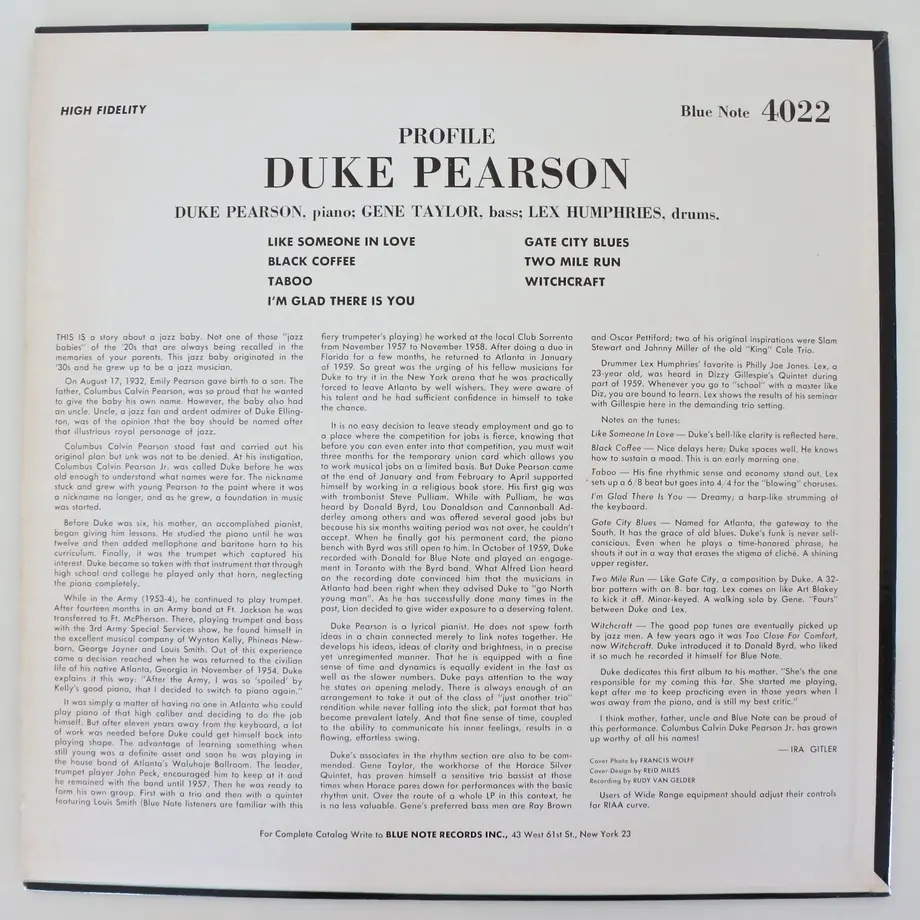 HIGH FIDELITY
Blue Note 4022
PROFILE
DUKE PEARSON
DUKE PEARSON, piano; GENE TAYLOR, bass; LEX HUMPHRIES, drums.
LIKE SOMEONE IN LOVE
BLACK COFFEE
TABOO
I'M GLAD THERE IS YOU
GATE CITY BLUES
TWO MILE RUN
WITCHCRAFT
THIS IS a story about a jazz baby. Not one of those "jazz
babies" of the '20s that are always being recalled in the
memories of your parents. This jazz baby originated in the
'30s and he grew up to be a jazz musician.
On August 17, 1932, Emily Pearson gave birth to a son. The
father, Columbus Calvin Pearson, was so proud that he wanted
to give the baby his own name. However, the baby also had
an uncle. Uncle, a jazz fan and ardent admirer of Duke Elling-
ton, was of the opinion that the boy should be named after
that illustrious royal personage of jazz.
Columbus Calvin Pearson stood fast and carried out his
original plan but unk was not to be denied. At his instigation,
Columbus Calvin Pearson Jr. was called Duke before he was
old enough to understand what names were for. The nickname
stuck and grew with young Pearson to the point where it was
a nickname no longer, and as he grew, a foundation in music
was started.
Before Duke was six, his mother, an accomplished pianist,
began giving him lessons. He studied the piano until he was
twelve and then added mellophone and baritone horn to his
curriculum. Finally, it was the trumpet which captured his
interest. Duke became so taken with that instrument that through
high school and college he played only that horn, neglecting
the piano completely.
While in the Army (1953-4), he continued to play trumpet.
After fourteen months in an Army band at Ft. Jackson he was
transferred to Ft. McPherson. There, playing trumpet and bass
with the 3rd Army Special Services show, he found himself in
the excellent musical company of Wynton Kelly, Phineas New-
born, George Joyner and Louis Smith. Out of this experience
came a decision reached when he was returned to the civilian
life of his native Atlanta, Georgia in November of 1954. Duke
explains it this way: "After the Army, I was so 'spoiled' by
Kelly's good piano, that I decided to switch to piano again."
It was simply a matter of having no one in Atlanta who could
play piano of that high caliber and deciding to do the job
himself. But after eleven years away from the keyboard, a lot
of work was needed before Duke could get himself back into
playing shape. The advantage of learning something when
still young was a definite asset and soon he was playing in
the house band of Atlanta's Waluhaje Ballroom. The leader,
trumpet player John Peck, encouraged him to keep at it and
he remained with the band until 1957. Then he was ready to
form his own group. First with a trio and then with a quintet
featuring Louis Smith (Blue Note listeners are familiar with this
fiery trumpeter's playing) he worked at the local Club Sorrento
from November 1957 to November 1958. After doing a duo in
Florida for a few months, he returned to Atlanta in January
of 1959. So great was the urging of his fellow musicians for
Duke to try it in the New York arena that he was practically
forced to leave Atlanta by well wishers. They were aware of
his talent and he had sufficient confidence in himself to take
the chance.
It is no easy decision to leave steady employment and go to
a place where the competition for jobs is fierce, knowing that
before you can even enter into that competition, you must wait
three months for the temporary union card which allows you
to work musical jobs on a limited basis. But Duke Pearson came
at the end of January and from February to April supported
himself by working in a religious book store. His first gig was
with trombonist Steve Pulliam. While with Pulliam, he was
heard by Donald Byrd, Lou Donaldson and Cannonball Ad-
derley among others and was offered several good jobs but
because his six months waiting period was not over, he couldn't
accept. When he finally got his permanent card, the piano
bench with Byrd was still open to him. In October of 1959, Duke
recorded with Donald for Blue Note and played an engage-
ment in Toronto with the Byrd band. What Alfred Lion heard
on the recording date convinced him that the musicians in
Atlanta had been right when they advised Duke to "go North
young man". As he has successfully done many times in the
past, Lion decided to give wider exposure to a deserving talent.
Duke Pearson is a lyrical pianist. He does not spew forth
ideas in a chain connected merely to link notes together. He
develops his ideas, ideas of clarity and brightness, in a precise
yet unregimented manner. That he is equipped with a fine
sense of time and dynamics is equally evident in the fast as
well as the slower numbers. Duke pays attention to the way
he states an opening melody. There is always enough of an
arrangement to take it out of the class of "just another trio"
rendition while never falling into the slick, pat format that has
become prevalent lately. And that fine sense of time, coupled
to the ability to communicate his inner feelings, results in a
flowing, effortless swing.
Duke's associates in the rhythm section are also to be com-
mended. Gene Taylor, the workhorse of the Horace Silver
Quintet, has proven himself a sensitive trio bassist at those
times when Horace pares down for performances with the basic
rhythm unit. Over the route of a whole LP in this context, he
is no less valuable. Gene's preferred bass men are Ray Brown
and Oscar Pettiford; two of his original inspirations were Slam
Stewart and Johnny Miller of the old "King" Cole Trio.
Drummer Lex Humphries' favorite is Philly Joe Jones. Lex, a
23-year old, was heard in Dizzy Gillespie's Quintet during
part of 1959. Whenever you go to "school" with a master like
Diz, you are bound to learn. Lex shows the results of his seminar
with Gillespie here in the demanding trio setting.
Notes on the tunes:
Like Someone In Love — Duke's bell-like clarity is reflected here.
Black Coffee — Nice delays here; Duke spaces well. He knows
how to sustain a mood. This is an early morning one.
Taboo — His fine rhythmic sense and economy stand out. Lex
sets up a 6/8 beat but goes into 4/4 for the "blowing" choruses.
I'm Glad There Is You — Dreamy; a harp-like strumming of
the keyboard.
Gate City Blues — Named for Atlanta, the gateway to the
South. It has the grace of old blues. Duke's funk is never self-
conscious. Even when he plays a time-honored phrase, he
shouts it out in a way that erases the stigma of cliché. A shining
upper register.
Two Mile Run — Like Gate City, a composition by Duke. A 32-
bar pattern with an 8- bar tag. Lex comes on like Art Blakey
to kick it off. Minor-keyed. A walking solo by Gene. "Fours"
between Duke and Lex.
Witchcraft — The good pop tunes are eventually picked up
by jazz men. A few years ago it was Too Close For Comfort,
now Witchcraft. Duke introduced it to Donald Byrd, who liked
it so much he recorded it himself for Blue Note.
Duke dedicates this first album to his mother. "She's the one
responsible for my coming this far. She started me playing,
kept after me to keep practicing even in those years when I
was away from the piano, and is still my best critic."
I think mother, father, uncle and Blue Note can be proud of
this performance. Columbus Calvin Duke Pearson Jr. has grown
up worthy of all his names!
— IRA GITLER
Cover Photo by FRANCIS WOLFF
Cover Design by REID MILES
Recording by RUDY VAN GELDER
Users of Wide Range equipment should adjust their controls
for RIAA curve.
For Complete Catalog Write to BLUE NOTE RECORDS INC., 43 West 61st St., New York 23